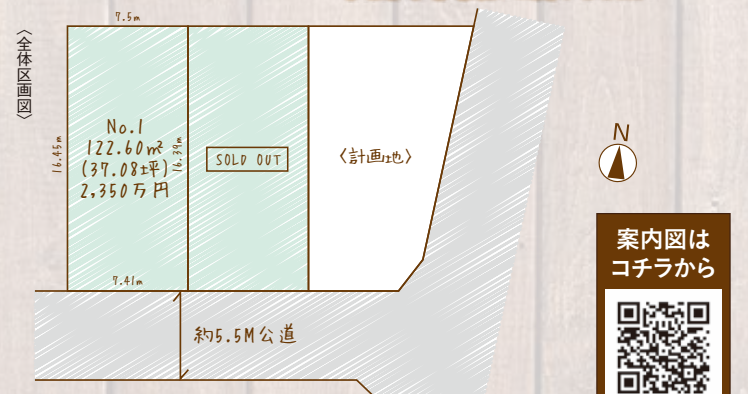 〈全体区画図〉
7.5m
16.45m
No.1
122.60㎡
(37.08坪)
2,350万円
16.39m
7.41m
SOLD OUT
〈計画地〉
約5.5M公道
N
案内図は
コチラから